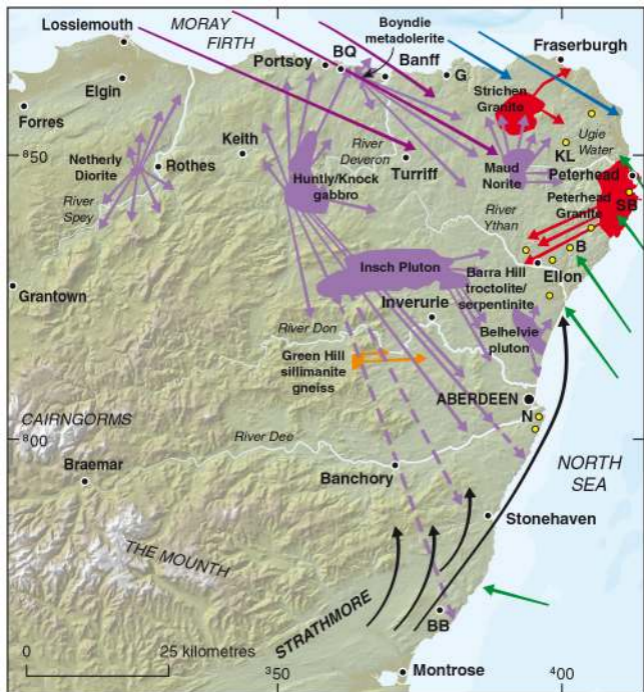 Lossiemouth
MORAY
FIRTH
Boyndie
metadolerite
Portsoy
BQ
Banff
G
Fraserburgh
Elgin
Strichen
Granite
Forres
Keith
River
Deveron
KL
Ugie
Water
³850
Netherly
Diorite
Rothes
Huntly/Knock
gabbro
Turriff
Maud
Norite
Peterhead
River
Spey
River
Ythan
Peterhead
Granite
SB
B
Insch Pluton
Barra Hill
troctolite/
serpentinite
Ellon
Grantown
Inverurie
River Don
Belhelvie
pluton
Green Hill
sillimanite
gneiss
ABERDEEN
CAIRNGORMS
N
³800
River Dee
NORTH
SEA
Braemar
Banchory
Stonehaven
THE MOUNTH
STRATHMORE
BB
0
25 kilometres
Montrose
³50
400